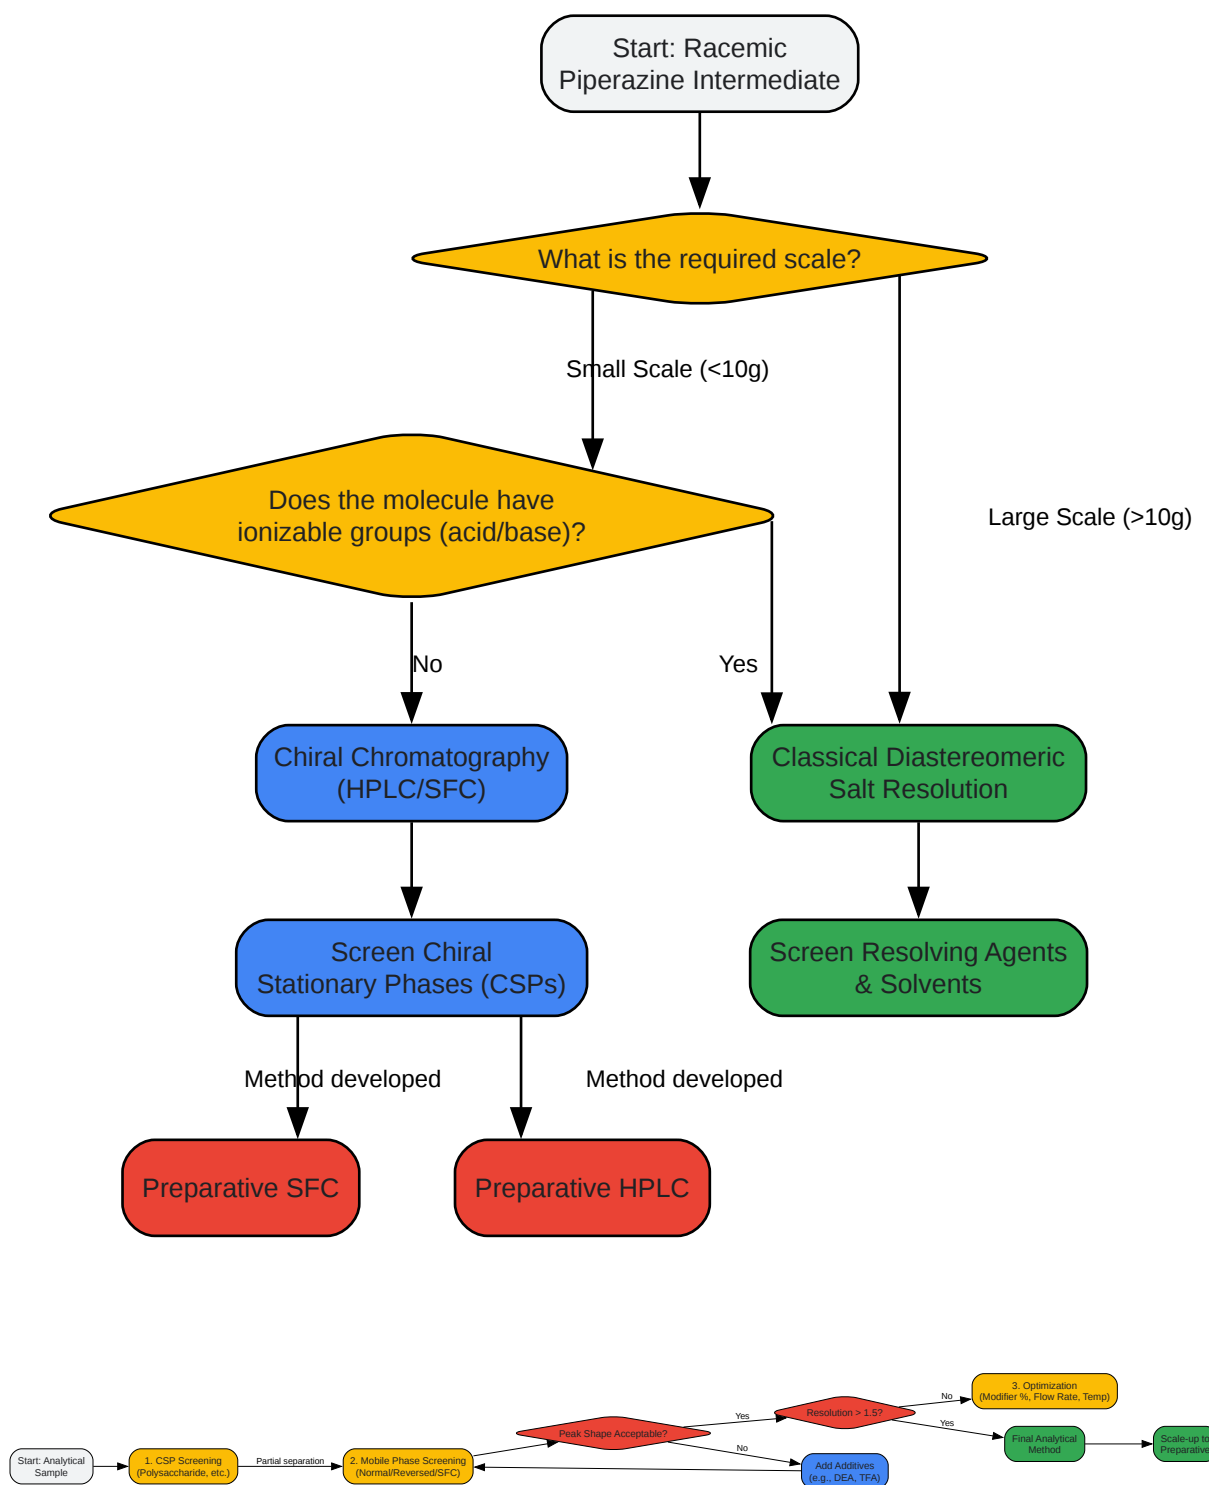 Start: Racemic
Piperazine Intermediate
What is the required scale?
Small Scale (<10g)
Does the molecule have
ionizable groups (acid/base)?
Large Scale (>10g)
No
Yes
Chiral Chromatography
(HPLC/SFC)
Classical Diastereomeric
Salt Resolution
Screen Chiral
Stationary Phases (CSPs)
Screen Resolving Agents
& Solvents
Method developed
Method developed
Preparative SFC
Preparative HPLC
Start: Analytical
Sample
1. CSP Screening
(Polysaccharide, etc.)
Partial separation
2. Mobile Phase Screening
(Normal/Reversed/SFC)
Peak Shape Acceptable?
Yes
No
Resolution > 1.5?
Add Additives
(e.g., DEA, TFA)
No
Yes
3. Optimization
(Modifier %, Flow Rate, Temp)
Final Analytical
Method
Scale-up to
Preparative